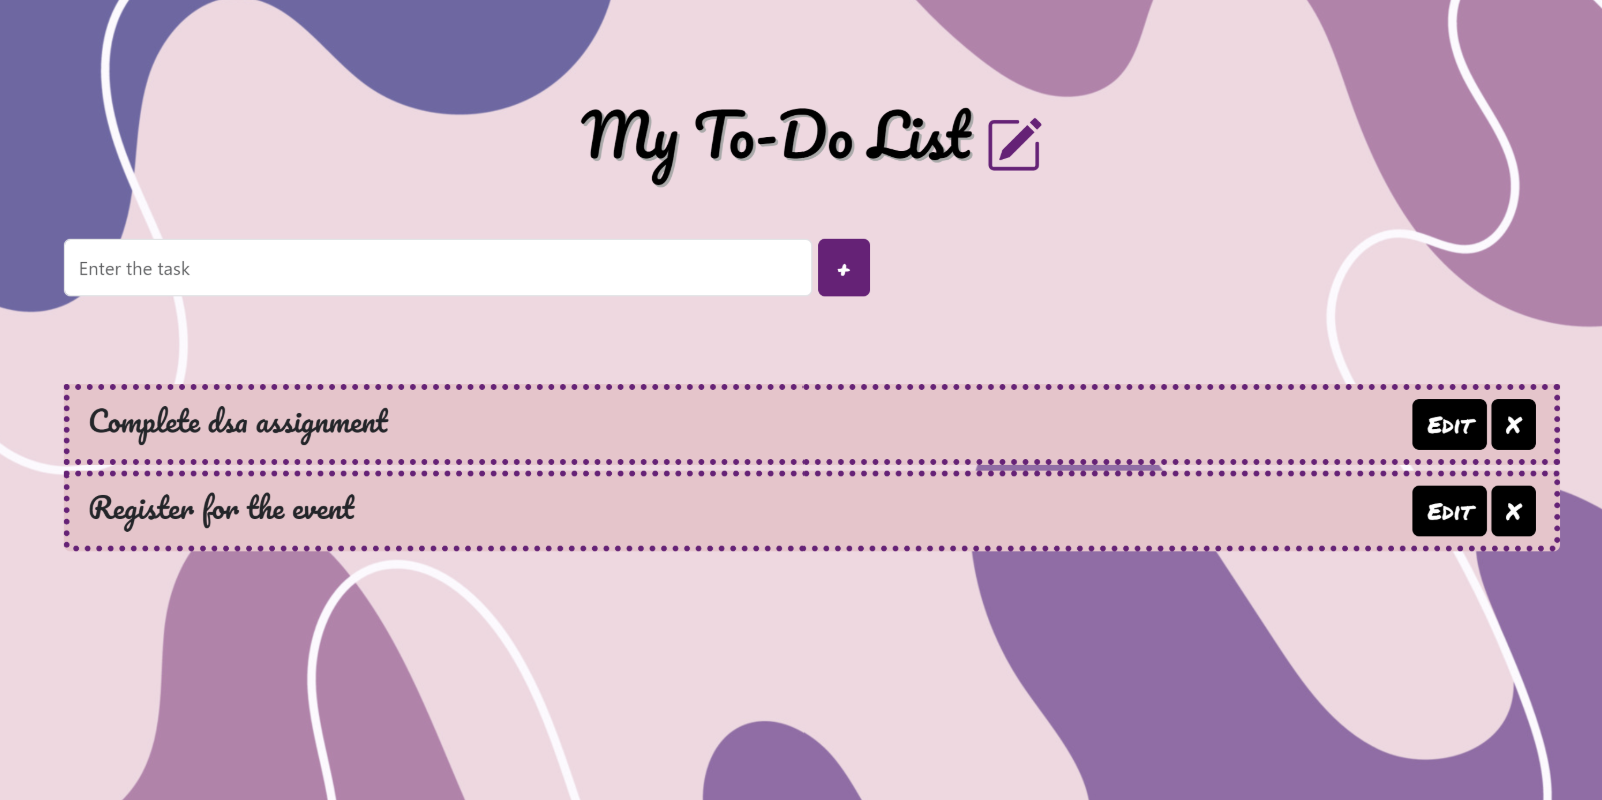 My To-Do List
Enter the task
+
Complete dsa assignment
Edit X
Register for the event
Edit X